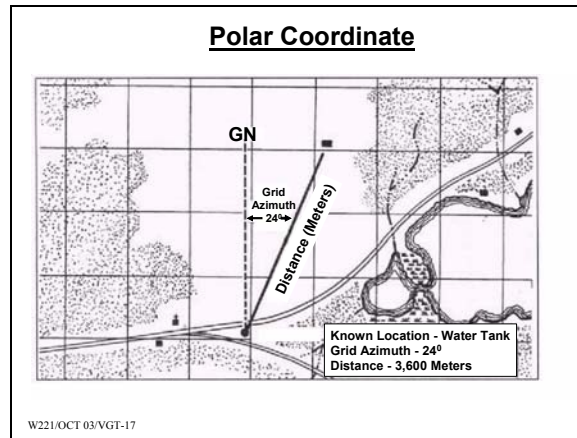 Polar Coordinate
GN
Grid
Azimuth
24º
Distance (Meters)
Known Location - Water Tank
Grid Azimuth - 24⁰
Distance - 3,600 Meters
W221/OCT 03/VGT-17